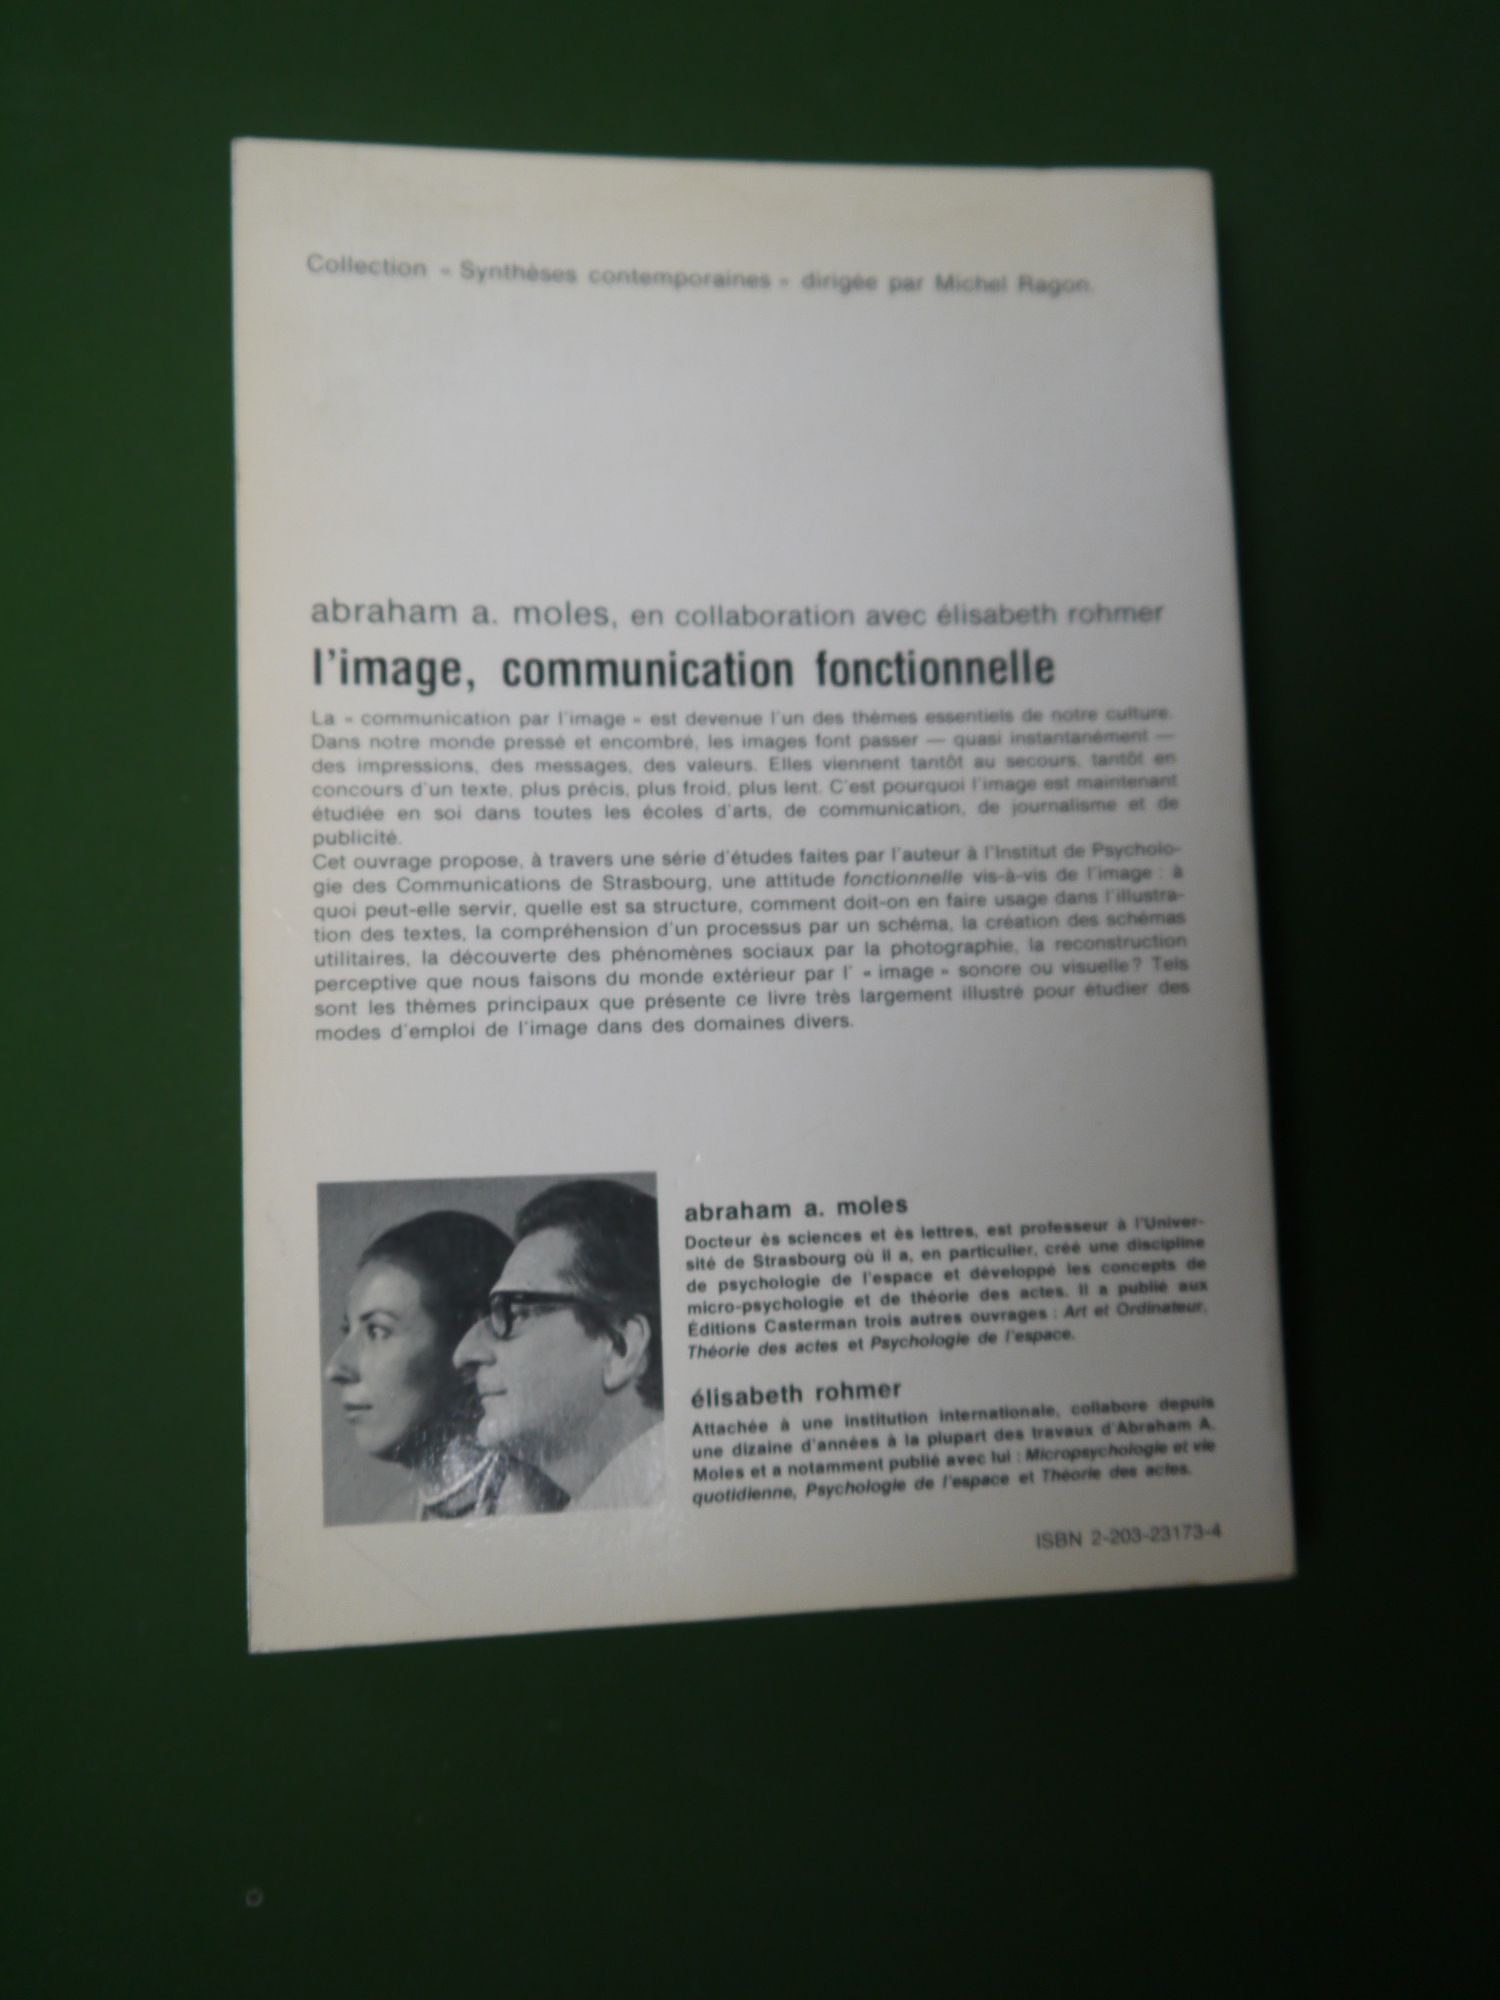 Collection « Synthèses contemporaines » dirigée par Michel Ragon.
abraham a. moles, en collaboration avec élisabeth rohmer
l'image, communication fonctionnelle
La « communication par l'image » est devenue l'un des thèmes essentiels de notre culture.
Dans notre monde pressé et encombré, les images font passer — quasi instantanément —
des impressions, des messages, des valeurs. Elles viennent tantôt au secours, tantôt en
concours d'un texte, plus précis, plus froid, plus lent. C'est pourquoi l'image est maintenant
étudiée en soi dans toutes les écoles d'arts, de communication, de journalisme et de
publicité.
Cet ouvrage propose, à travers une série d'études faites par l'auteur à l'Institut de Psycholo-
gie des Communications de Strasbourg, une attitude fonctionnelle vis-à-vis de l'image : à
quoi peut-elle servir, quelle est sa structure, comment doit-on en faire usage dans l'illustra-
tion des textes, la compréhension d'un processus par un schéma, la création des schémas
utilitaires, la découverte des phénomènes sociaux par la photographie, la reconstruction
perceptive que nous faisons du monde extérieur par l' « image » sonore ou visuelle? Tels
sont les thèmes principaux que présente ce livre très largement illustré pour étudier des
modes d'emploi de l'image dans des domaines divers.
abraham a. moles
Docteur ès sciences et ès lettres, est professeur à l'Univer-
sité de Strasbourg où il a, en particulier, créé une discipline
de psychologie de l'espace et développé les concepts de
micro-psychologie et de théorie des actes. Il a publié aux
Éditions Casterman trois autres ouvrages : Art et Ordinateur,
Théorie des actes et Psychologie de l'espace.
élisabeth rohmer
Attachée à une institution internationale, collabore depuis
une dizaine d'années à la plupart des travaux d'Abraham A.
Moles et a notamment publié avec lui : Micropsychologie et vie
quotidienne, Psychologie de l'espace et Théorie des actes.
ISBN 2-203-23173-4